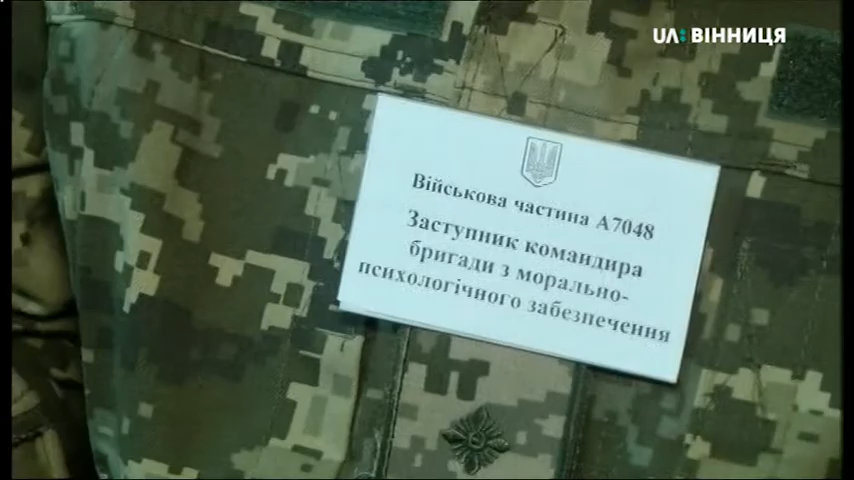 UA:ВІННИЦЯ
Військова частина А7048
Заступник командира
бригади з морально-
психологічного забезпечення